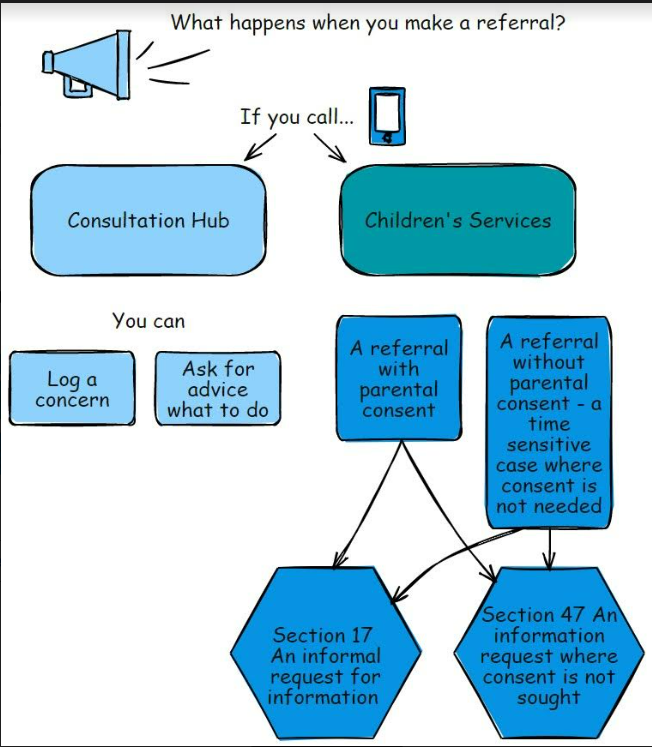 What happens when you make a referral?
If you call...
Consultation Hub
Children's Services
You can
Log a
concern
Ask for
advice
what to do
A referral
with
parental
consent
A referral
without
parental
consent - a
time
sensitive
case where
consent is
not needed
Section 17
An informal
request for
information
Section 47 An
information
request where
consent is not
sought